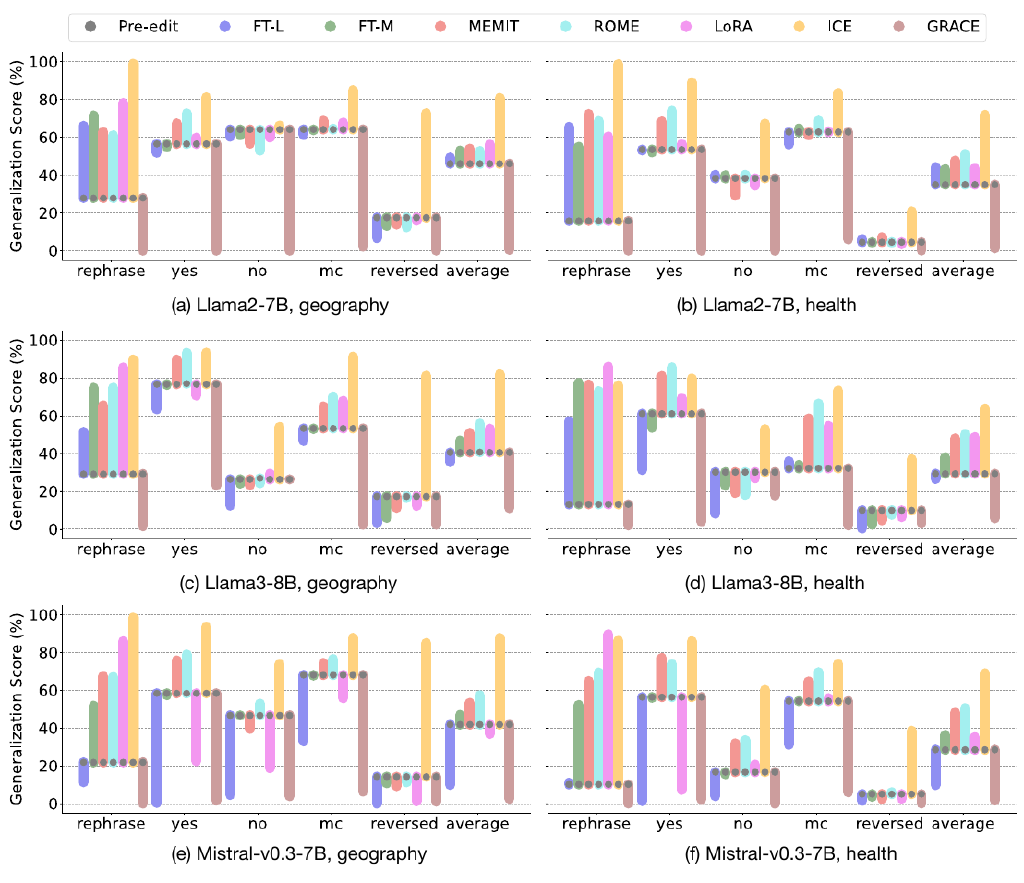 Pre-edit FT-L FT-M MEMIT ROME LoRA ICE GRACE
Generalization Score (%)
100
80
60
40
20
0
rephrase yes no mc reversed average
rephrase yes no mc reversed average
(a) Llama2-7B, geography
(b) Llama2-7B, health
Generalization Score (%)
100
80
60
40
20
0
rephrase yes no mc reversed average
rephrase yes no mc reversed average
(c) Llama3-8B, geography
(d) Llama3-8B, health
Generalization Score (%)
100
80
60
40
20
0
rephrase yes no mc reversed average
rephrase yes no mc reversed average
(e) Mistral-v0.3-7B, geography
(f) Mistral-v0.3-7B, health